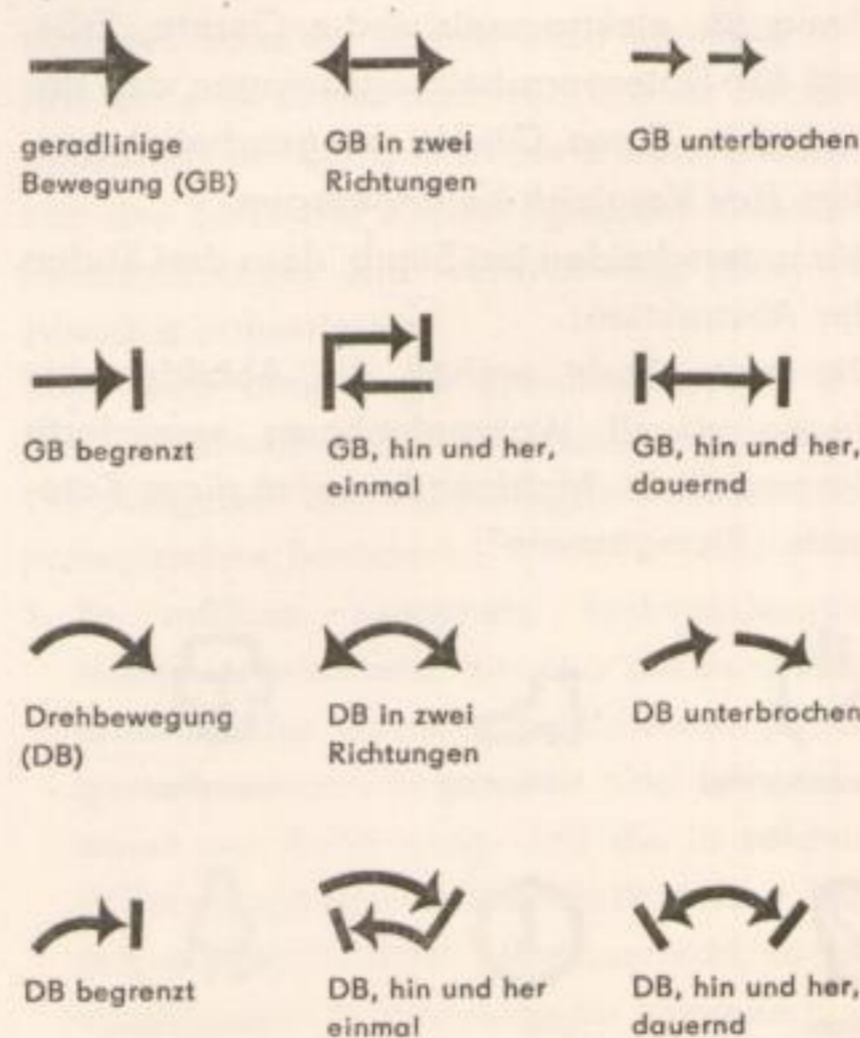 geradlinige
Bewegung (GB)
GB in zwei
Richtungen
GB unterbrochen
GB begrenzt
GB, hin und her,
einmal
GB, hin und her,
dauernd
Drehbewegung
(DB)
DB in zwei
Richtungen
DB unterbrochen
DB begrenzt
DB, hin und her
einmal
DB, hin und her,
dauernd